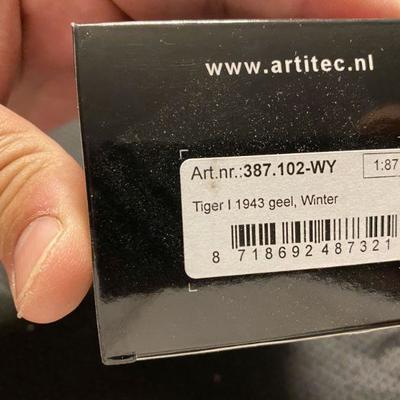 www.artitec.nl
Art.nr.:387.102-WY 1:87
Tiger I 1943 geel, Winter
8 718692 487321